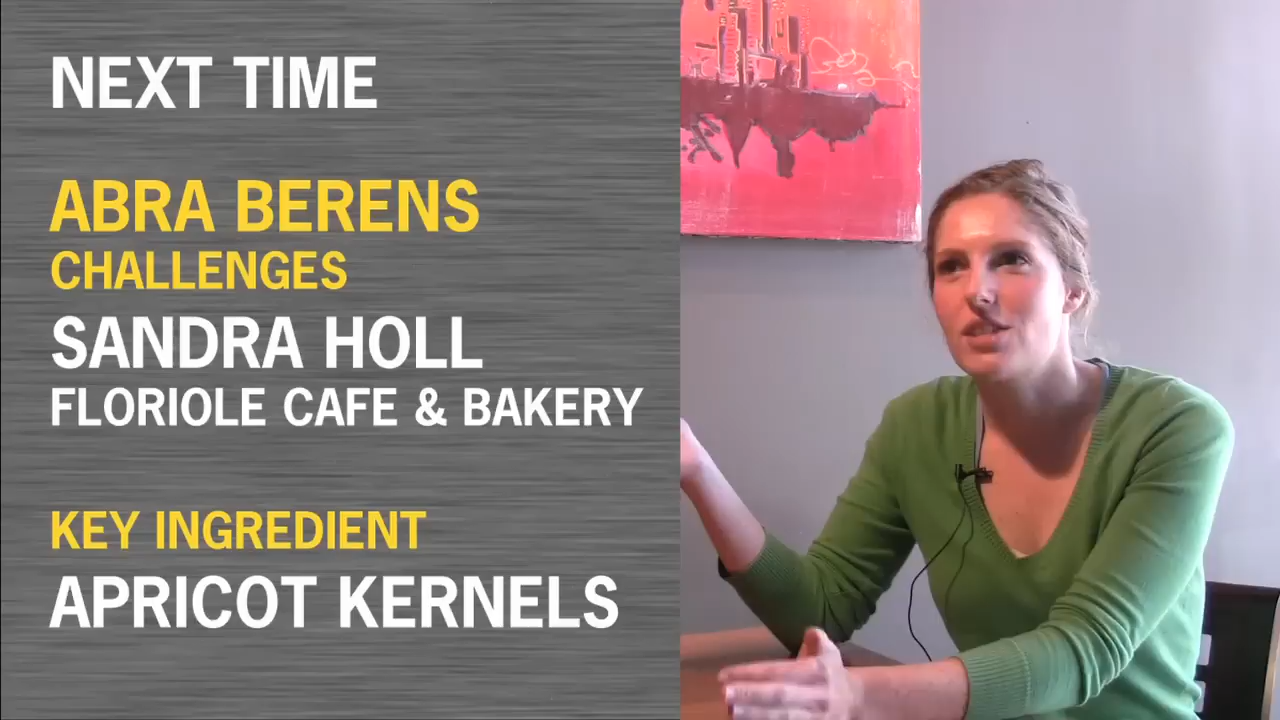 NEXT TIME
ABRA BERENS
CHALLENGES
SANDRA HOLL
FLORIOLE CAFE & BAKERY
KEY INGREDIENT
APRICOT KERNELS